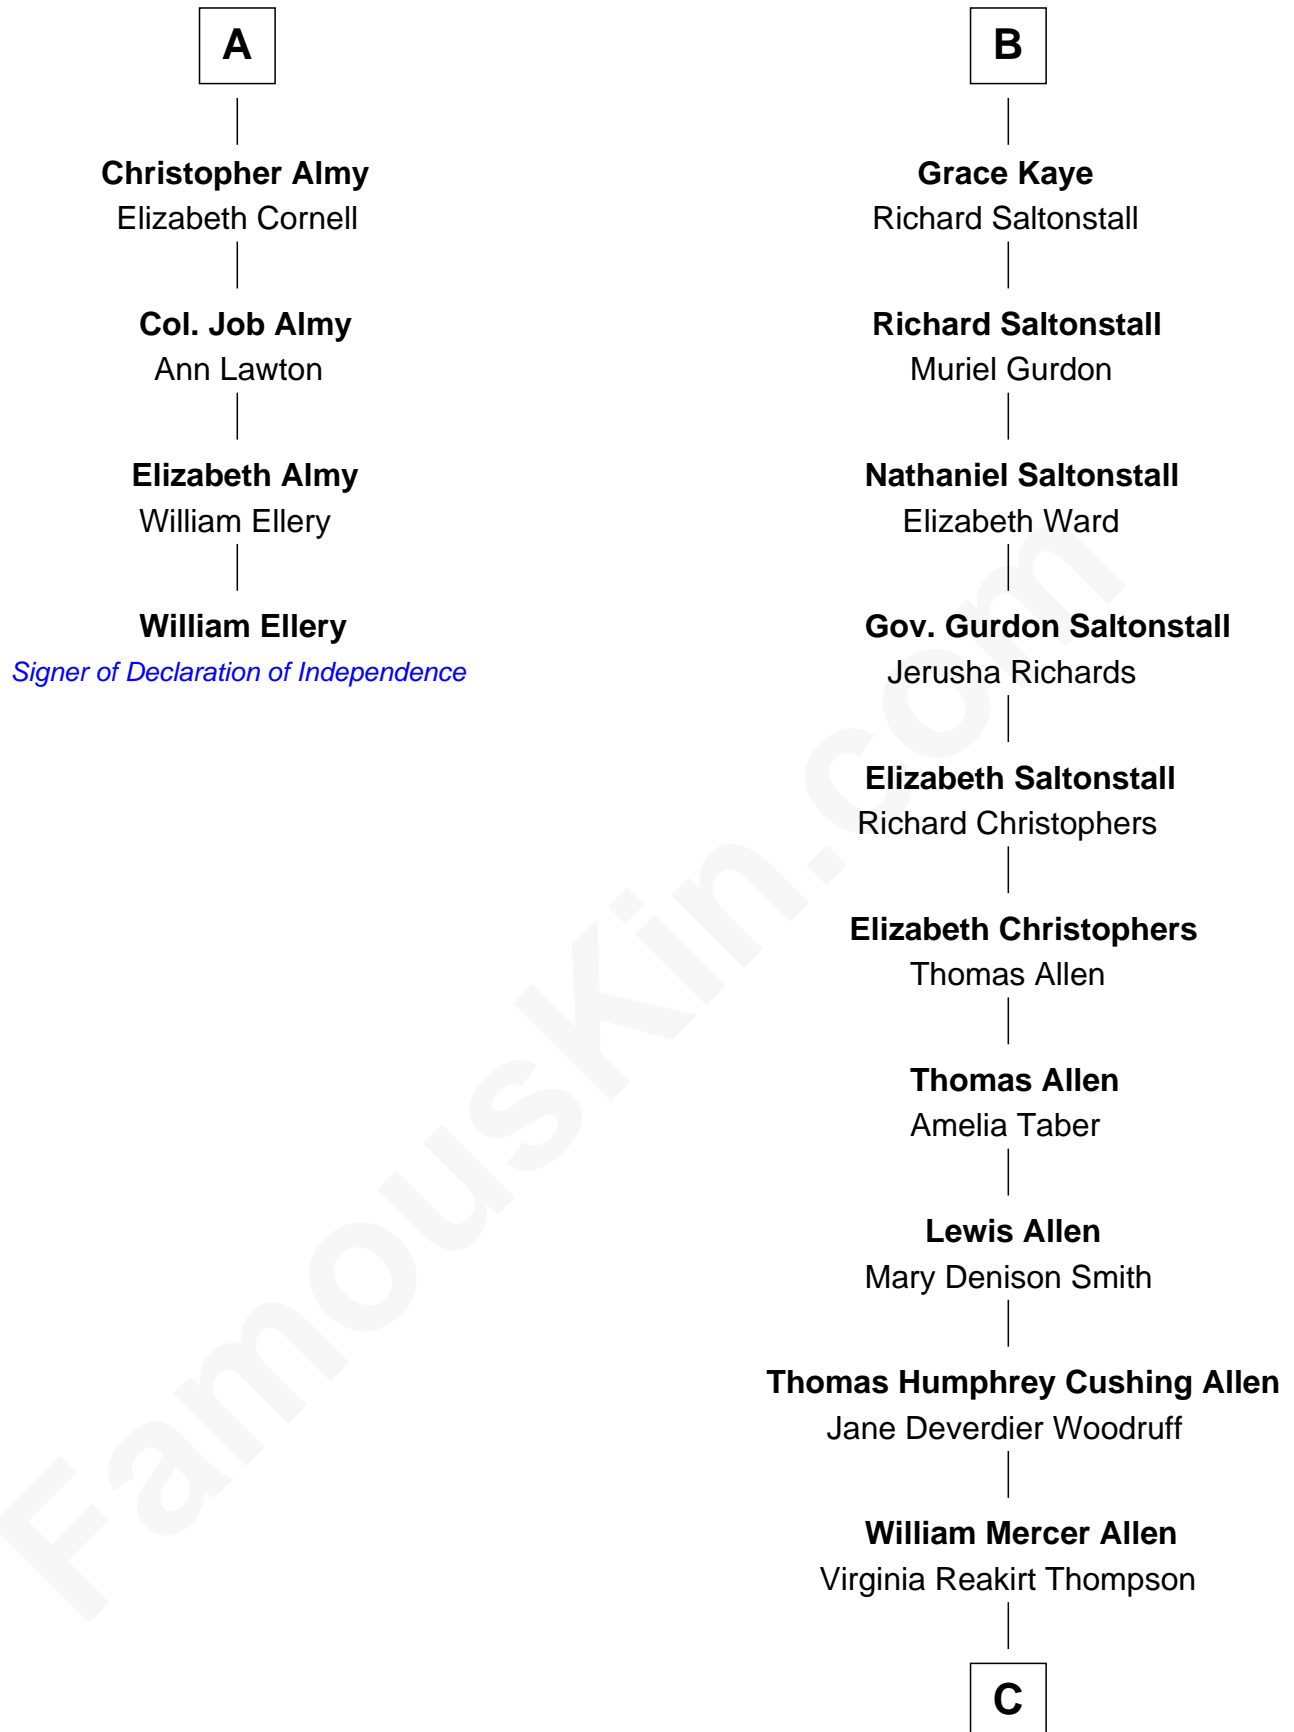 A
Christopher Almy
Elizabeth Cornell
Col. Job Almy
Ann Lawton
Elizabeth Almy
William Ellery
William Ellery
Signer of Declaration of Independence
B
Grace Kaye
Richard Saltonstall
Richard Saltonstall
Muriel Gurdon
Nathaniel Saltonstall
Elizabeth Ward
Gov. Gurdon Saltonstall
Jerusha Richards
Elizabeth Saltonstall
Richard Christophers
Elizabeth Christophers
Thomas Allen
Thomas Allen
Amelia Taber
Lewis Allen
Mary Denison Smith
Thomas Humphrey Cushing Allen
Jane Deverdier Woodruff
William Mercer Allen
Virginia Reakirt Thompson
C
FamousKin.com